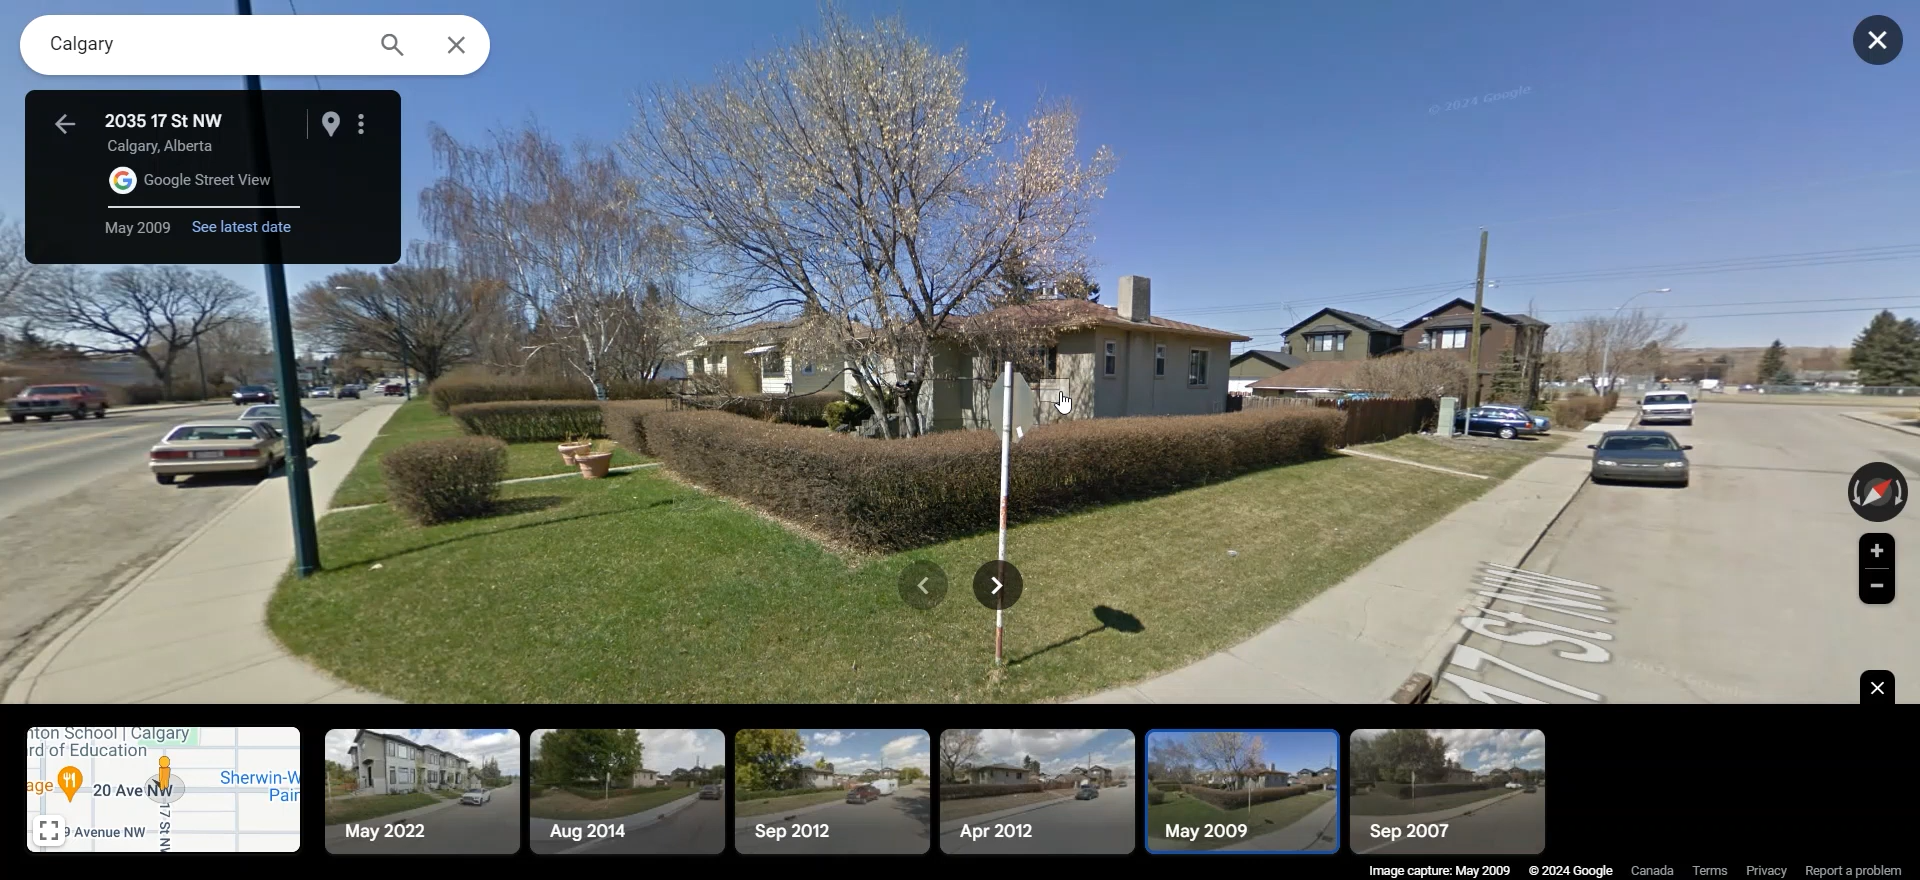 Calgary
2035 17 St NW
Calgary, Alberta
Google Street View
May 2009 See latest date
© 2024 Google
17 St NW
nton School | Calgary
rd of Education
age
20 Ave NW
Sherwin-W
Pain
9 Avenue NW
17 St NW
May 2022
Aug 2014
Sep 2012
Apr 2012
May 2009
Sep 2007
Image capture: May 2009 © 2024 Google Canada Terms Privacy Report a problem